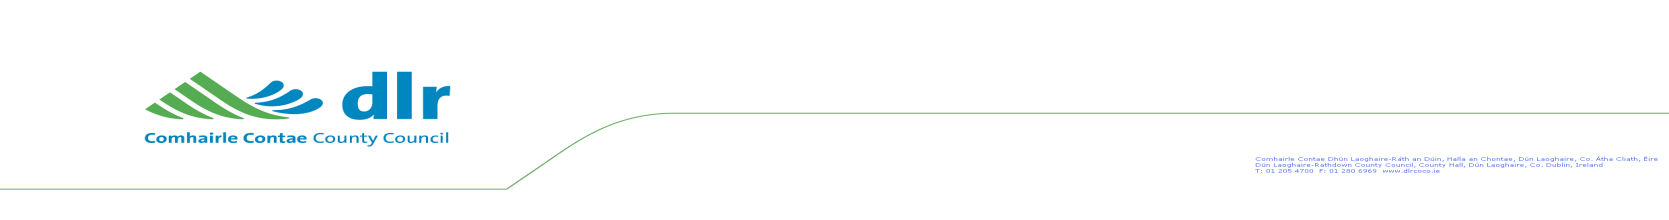 dlr
Comhairle Contae County Council
Comhairle Contae Dhún Laoghaire-Ráth an Dúin, Halla an Chontae, Dún Laoghaire, Co. Átha Cliath, Éire
Dún Laoghaire-Rathdown County Council, County Hall, Dún Laoghaire, Co. Dublin, Ireland
T: 01 205 4700 F: 01 280 6969 www.dlrcoco.ie